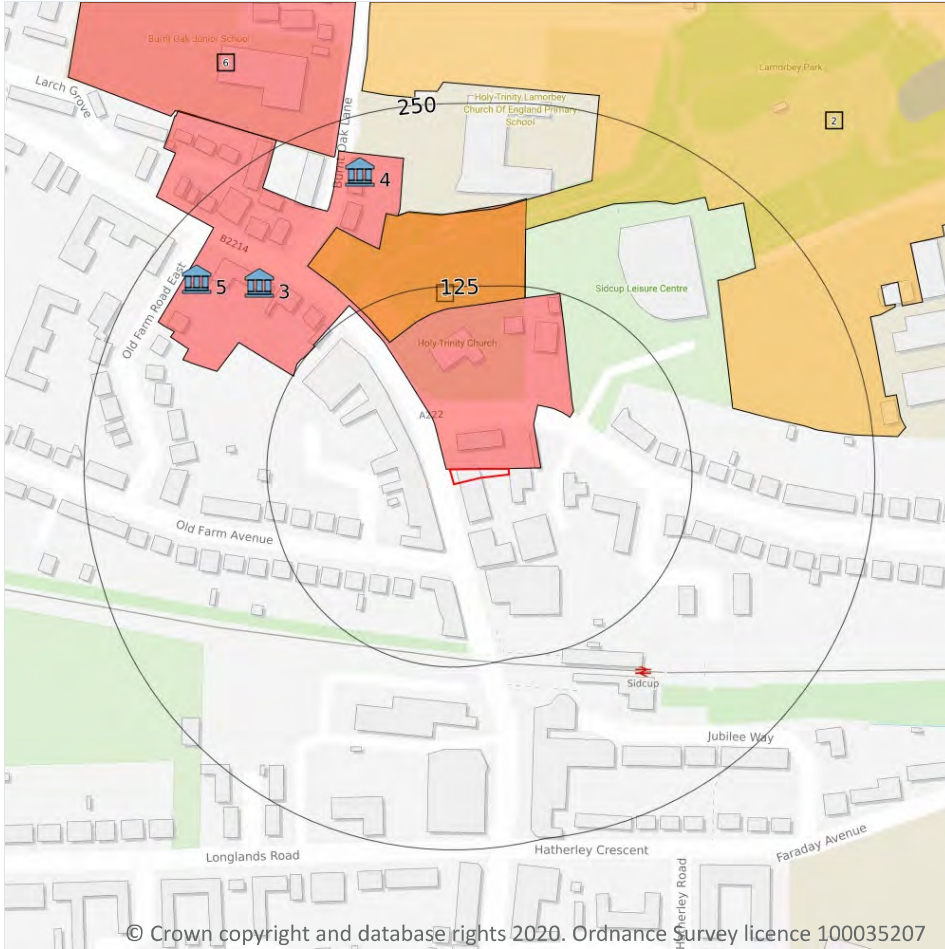 Burnt Oak Junior School
6
Lamorbey Park
2
Larch Grove
Burnt Oak Lane
250
Holy Trinity Lamorbey
Church Of England Primary
School
4
B2214
5
3
Old Farm Road East
125
Sidcup Leisure Centre
Holy Trinity Church
A222
Old Farm Avenue
Sidcup
Jubilee Way
Longlands Road
Hatherley Crescent
Faraday Avenue
Hatherley Road
© Crown copyright and database rights 2020. Ordnance Survey licence 100035207